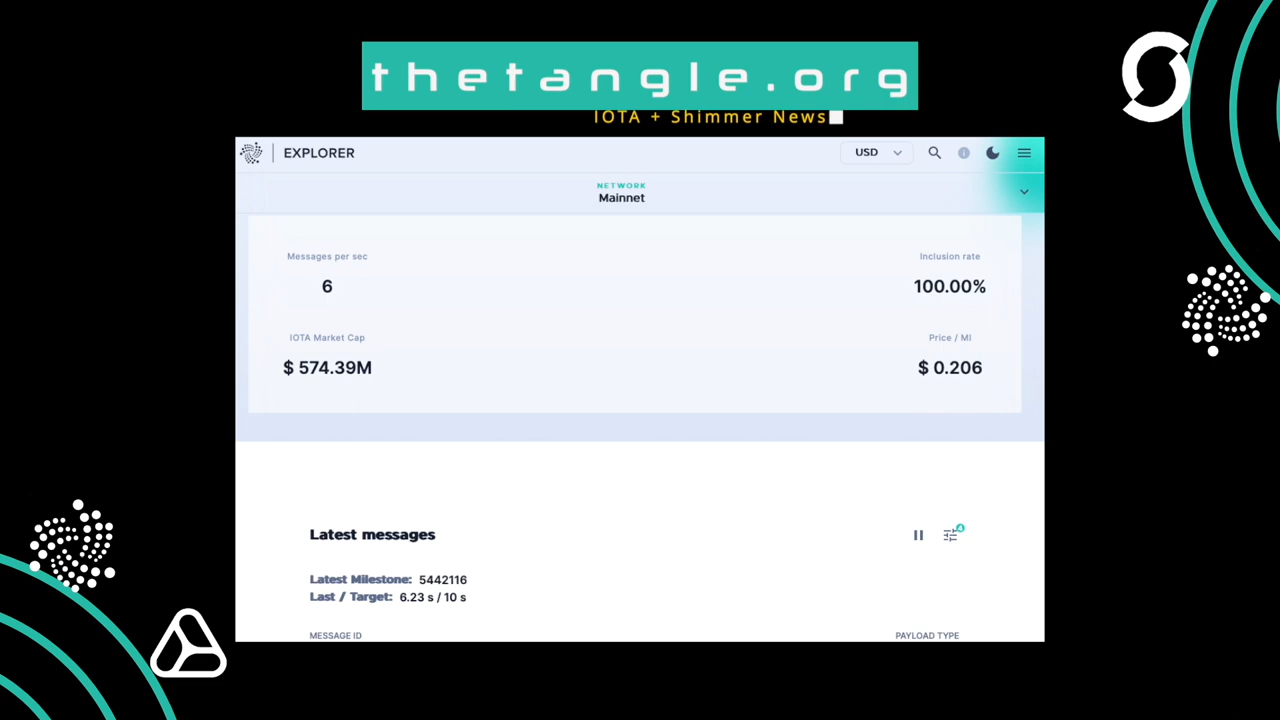 thetangle.org
IOTA + Shimmer News
EXPLORER
USD
NETWORK
Mainnet
Messages per sec
Inclusion rate
6
100.00%
IOTA Market Cap
Price / MI
$ 574.39M
$ 0.206
Latest messages
4
Latest Milestone: 5442116
Last / Target: 6.23 s / 10 s
MESSAGE ID
PAYLOAD TYPE